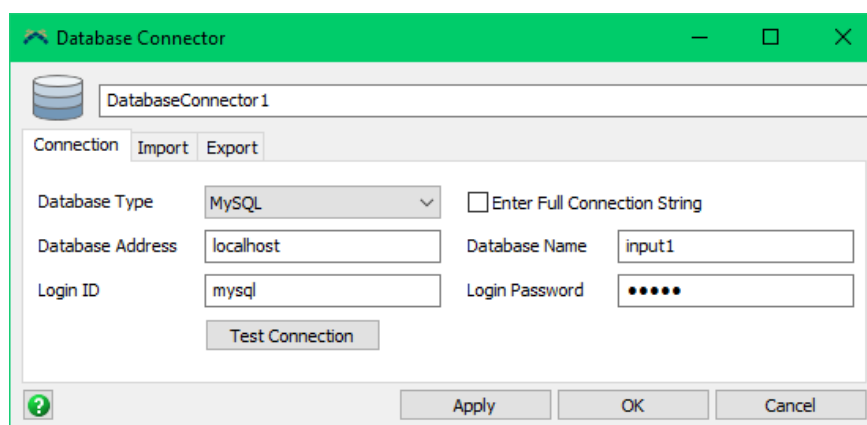 Database Connector
DatabaseConnector1
Connection Import Export
Database Type MySQL Enter Full Connection String
Database Address localhost Database Name input1
Login ID mysql Login Password •••••
Test Connection
? Apply OK Cancel